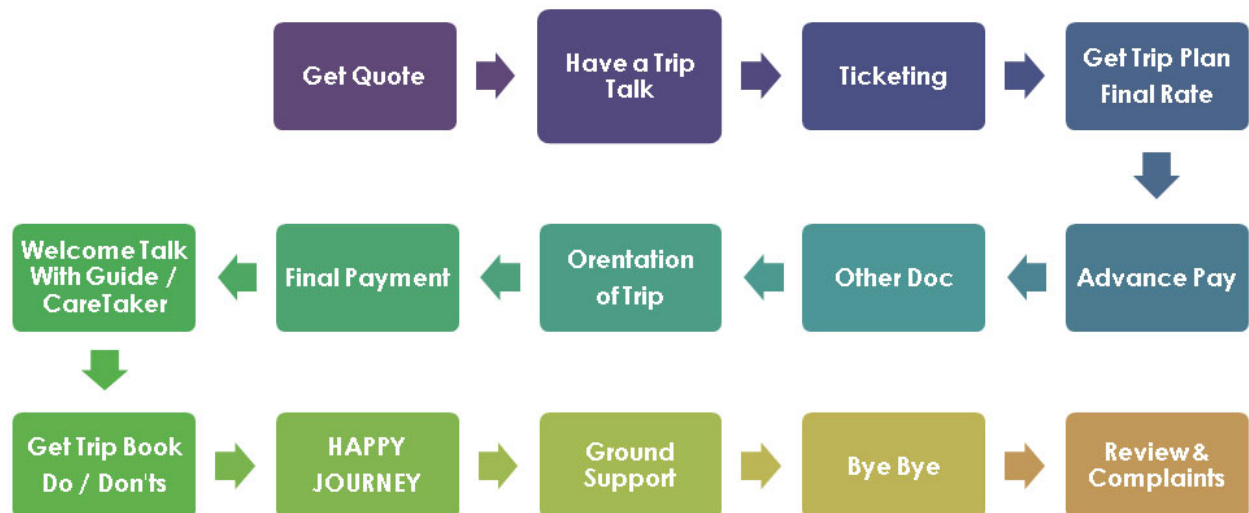 Get Quote
Have a Trip
Talk
Ticketing
Get Trip Plan
Final Rate
Advance Pay
Other Doc
Orentation
of Trip
Final Payment
Welcome Talk
With Guide /
CareTaker
Get Trip Book
Do / Don'ts
HAPPY
JOURNEY
Ground
Support
Bye Bye
Review &
Complaints